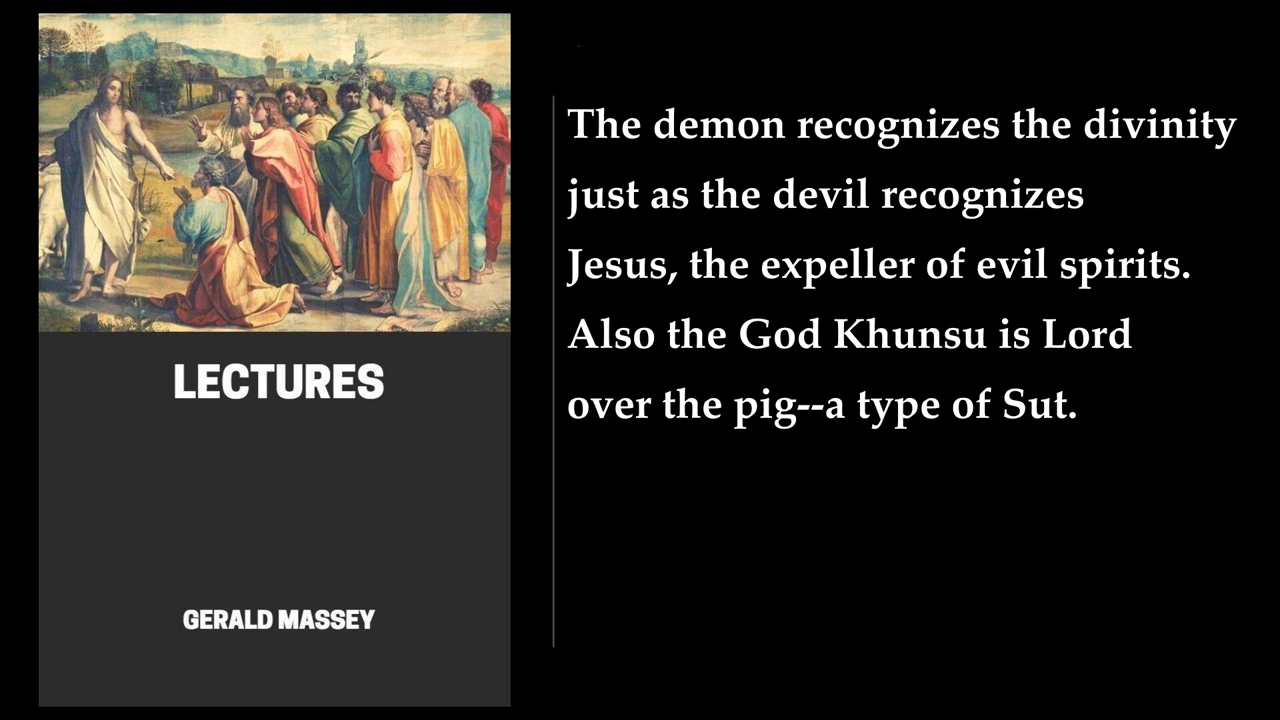 LECTURES
GERALD MASSEY
The demon recognizes the divinity
just as the devil recognizes
Jesus, the expeller of evil spirits.
Also the God Khunsu is Lord
over the pig--a type of Sut.